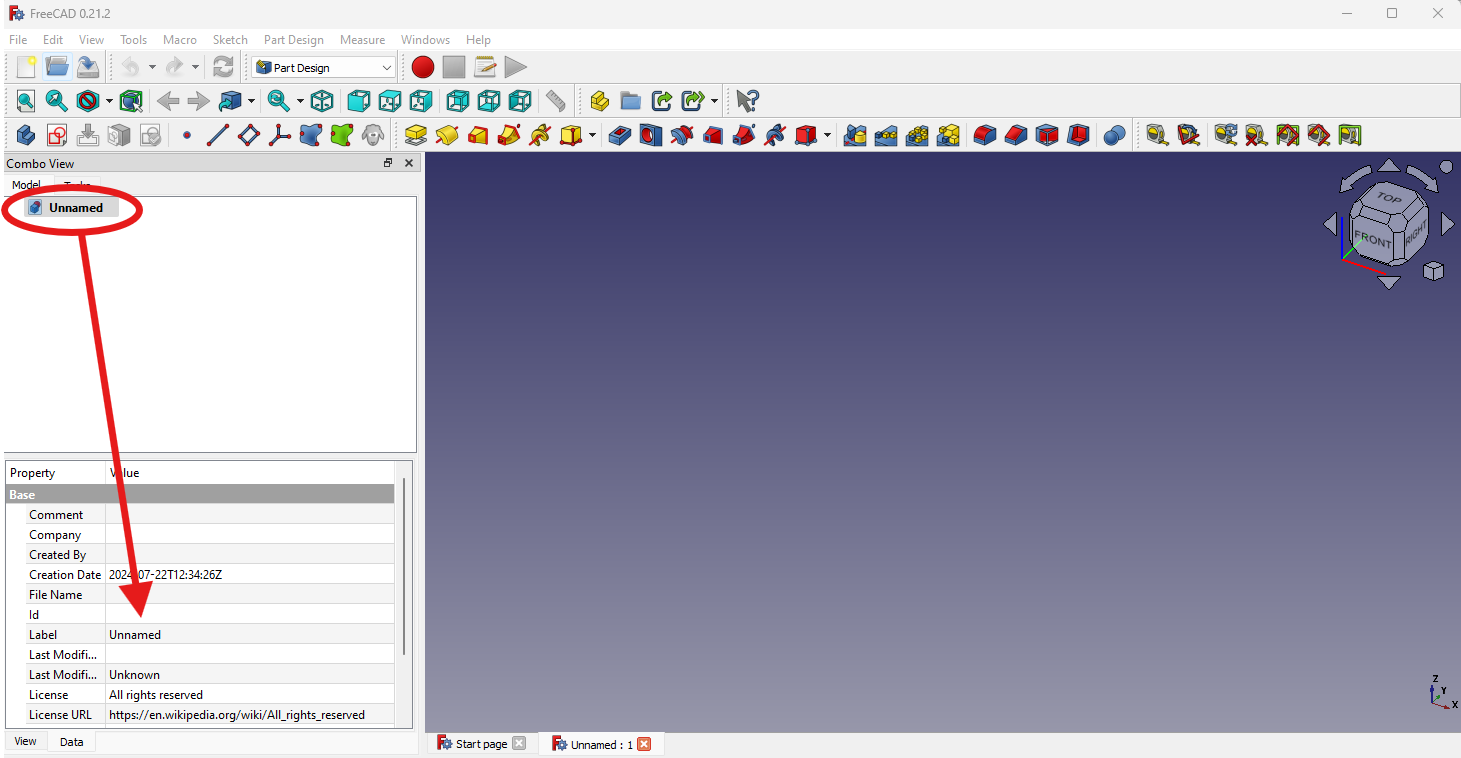 FreeCAD 0.21.2
File Edit View Tools Macro Sketch Part Design Measure Windows Help
Part Design
Combo View
Model Tasks
Unnamed
TOP
FRONT RIGHT
Property Value
Base
Comment
Company
Created By
Creation Date 2024-07-22T12:34:26Z
File Name
Id
Label Unnamed
Last Modifi...
Last Modifi... Unknown
License All rights reserved
License URL https://en.wikipedia.org/wiki/All_rights_reserved
Z
Y
X
View Data
Start page Unnamed : 1